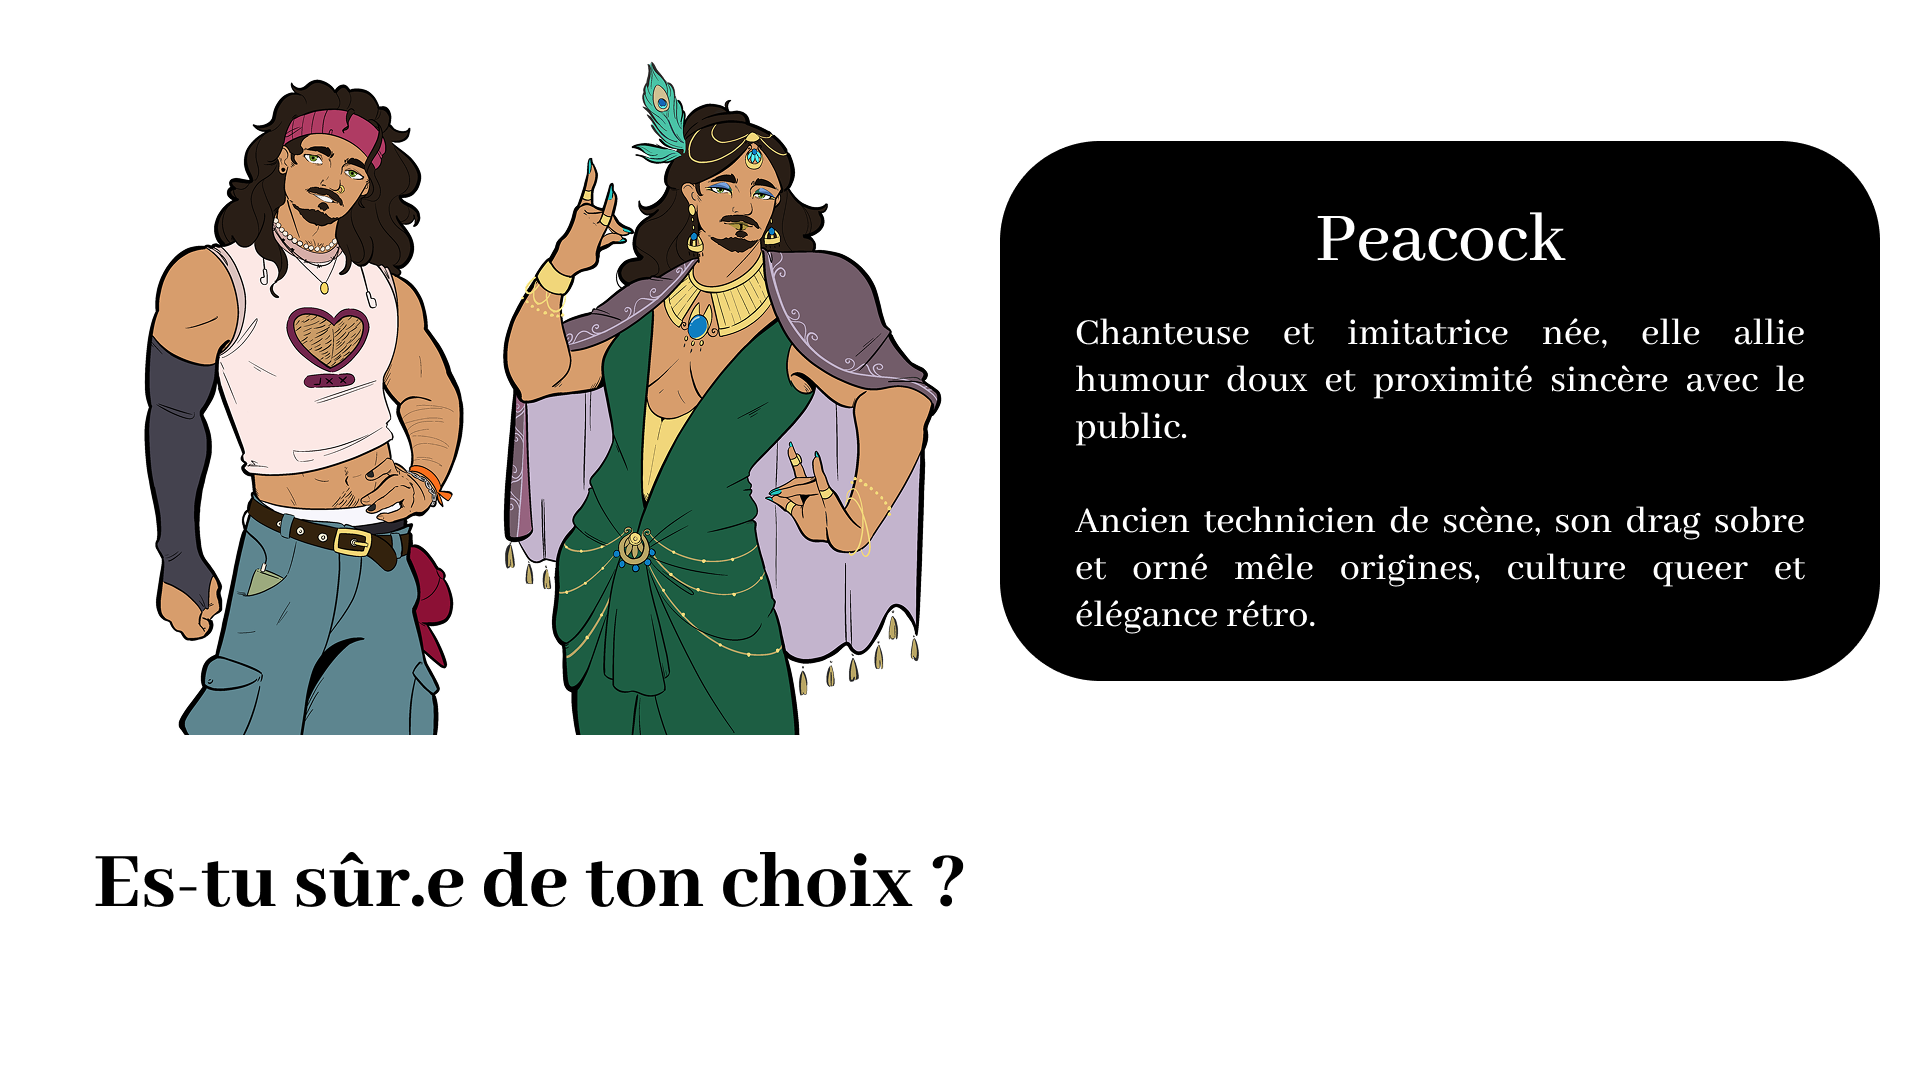 Peacock
Chanteuse et imitatrice née, elle allie
humour doux et proximité sincère avec le
public.
Ancien technicien de scène, son drag sobre
et orné mêle origines, culture queer et
élégance rétro.
JXX
Es-tu sûr.e de ton choix ?